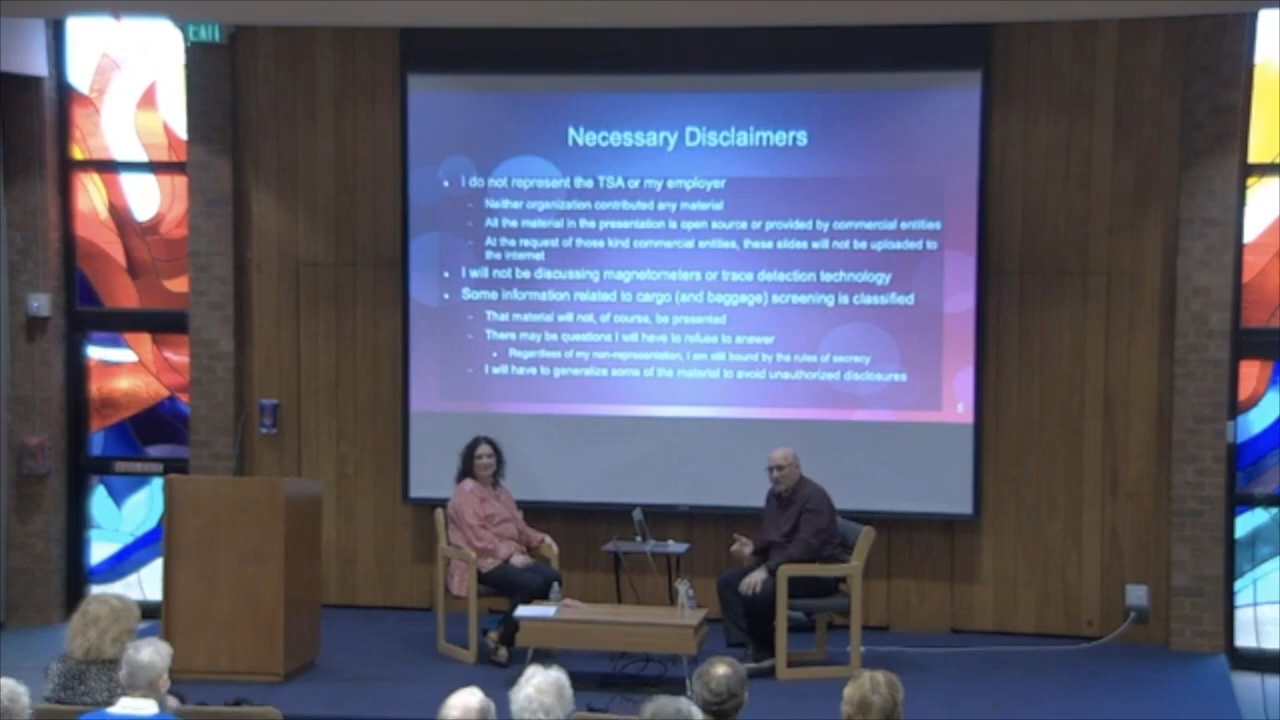 EXIT
Necessary Disclaimers
• I do not represent the TSA or my employer
- Neither organization contributed any material
- All the material in the presentation is open source or provided by commercial entities
- At the request of those kind commercial entities, these slides will not be uploaded to
the internet
• I will not be discussing magnetometers or trace detection technology
• Some information related to cargo (and baggage) screening is classified
- That material will not, of course, be presented
- There may be questions I will have to refuse to answer
• Regardless of my non-representation, I am still bound by the rules of secrecy
- I will have to generalize some of the material to avoid unauthorized disclosures